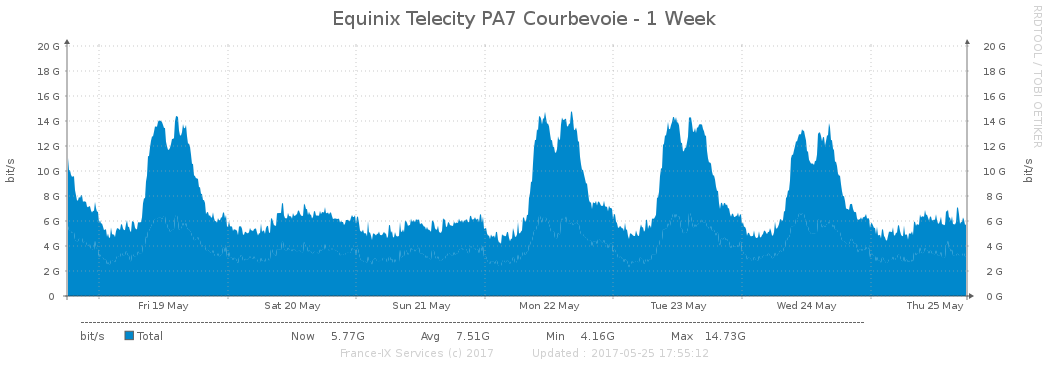 Equinix Telecity PA7 Courbevoie - 1 Week
RRDTOOL / TOBI OETIKER
bit/s
20 G 20 G
18 G 18 G
16 G 16 G
14 G 14 G
12 G 12 G
10 G 10 G
8 G 8 G
6 G 6 G
4 G 4 G
2 G 2 G
0 0 G
bit/s
Fri 19 May Sat 20 May Sun 21 May Mon 22 May Tue 23 May Wed 24 May Thu 25 May
bit/s Total Now 5.77G Avg 7.51G Min 4.16G Max 14.73G
France-IX Services (c) 2017 Updated : 2017-05-25 17:55:12